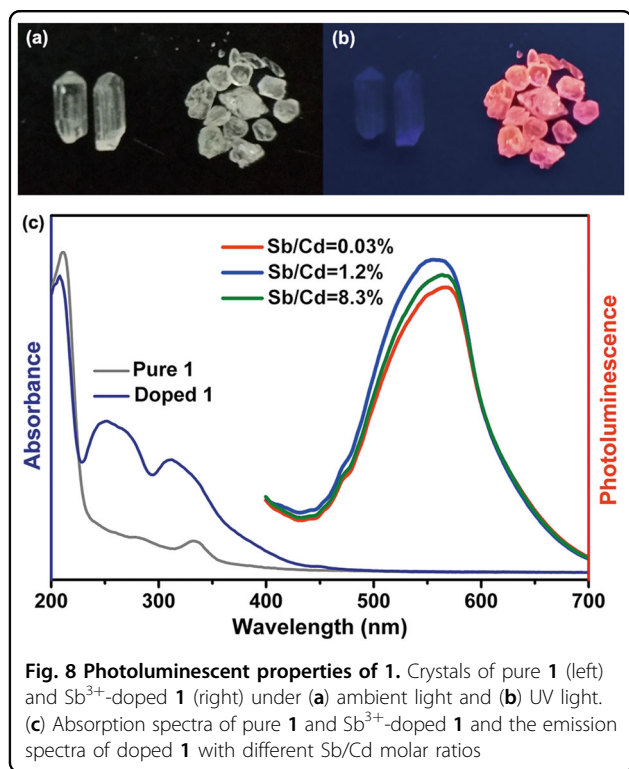 (a)
(b)
(c)
Sb/Cd=0.03%
Sb/Cd=1.2%
Sb/Cd=8.3%
Pure 1
Doped 1
Absorbance
Photoluminescence
200 300 400 500 600 700
Wavelength (nm)
Fig. 8 Photoluminescent properties of 1. Crystals of pure 1 (left)
and Sb³⁺-doped 1 (right) under (a) ambient light and (b) UV light.
(c) Absorption spectra of pure 1 and Sb³⁺-doped 1 and the emission
spectra of doped 1 with different Sb/Cd molar ratios